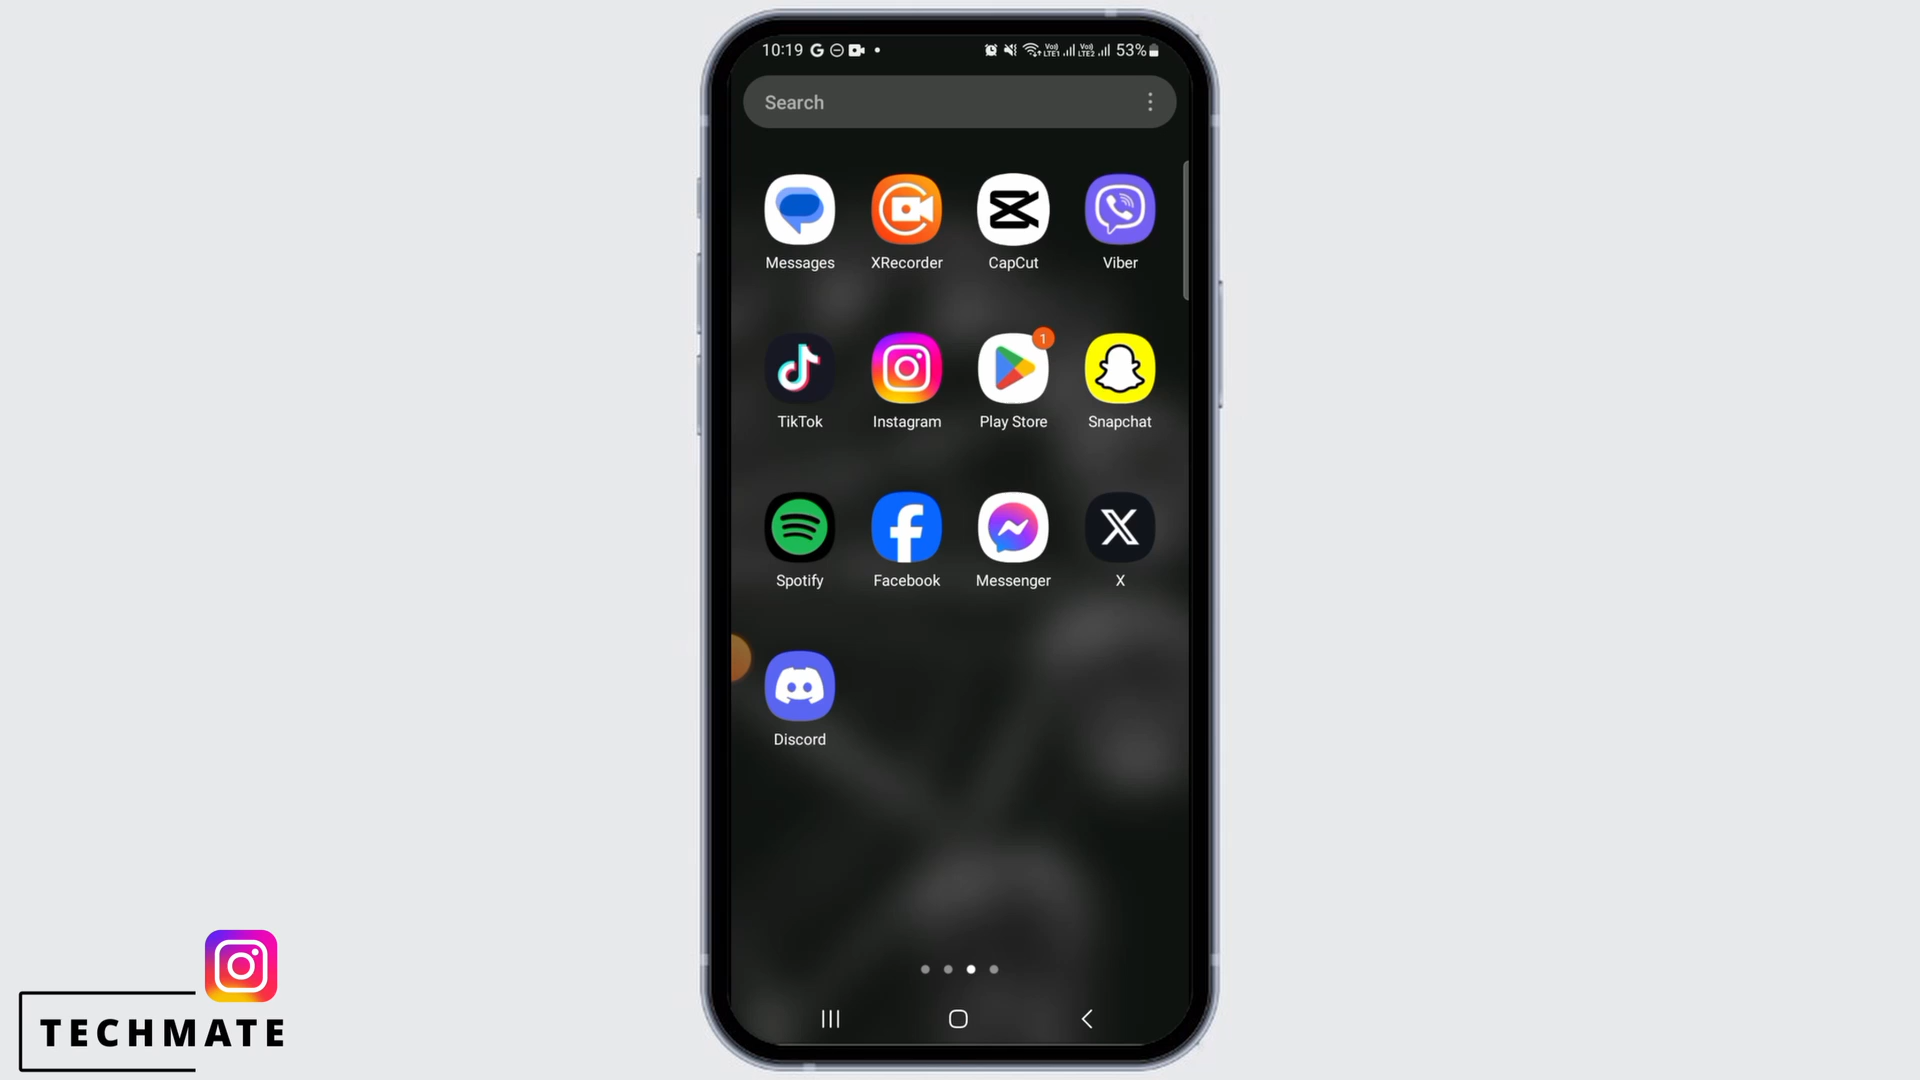 10:19 53%
Search
Messages XRecorder CapCut Viber
1
TikTok Instagram Play Store Snapchat
Spotify Facebook Messenger X
Discord
TECHMATE